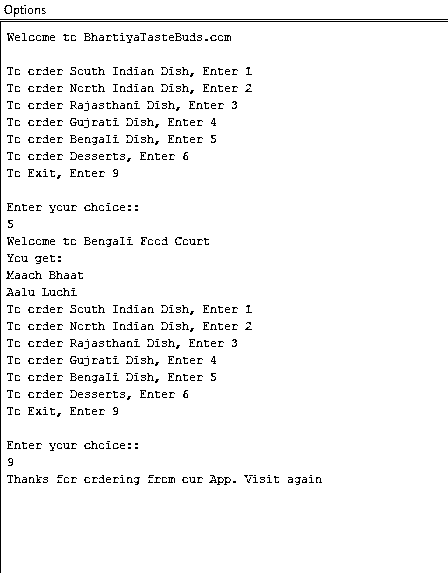 Options
Welcome to BhartiyaTasteBuds.com
To order South Indian Dish, Enter 1
To order North Indian Dish, Enter 2
To order Rajasthani Dish, Enter 3
To order Gujrati Dish, Enter 4
To order Bengali Dish, Enter 5
To order Desserts, Enter 6
To Exit, Enter 9
Enter your choice::
5
Welcome to Bengali Food Court
You get:
Maach Bhaat
Aalu Luchi
To order South Indian Dish, Enter 1
To order North Indian Dish, Enter 2
To order Rajasthani Dish, Enter 3
To order Gujrati Dish, Enter 4
To order Bengali Dish, Enter 5
To order Desserts, Enter 6
To Exit, Enter 9
Enter your choice::
9
Thanks for ordering from our App. Visit again